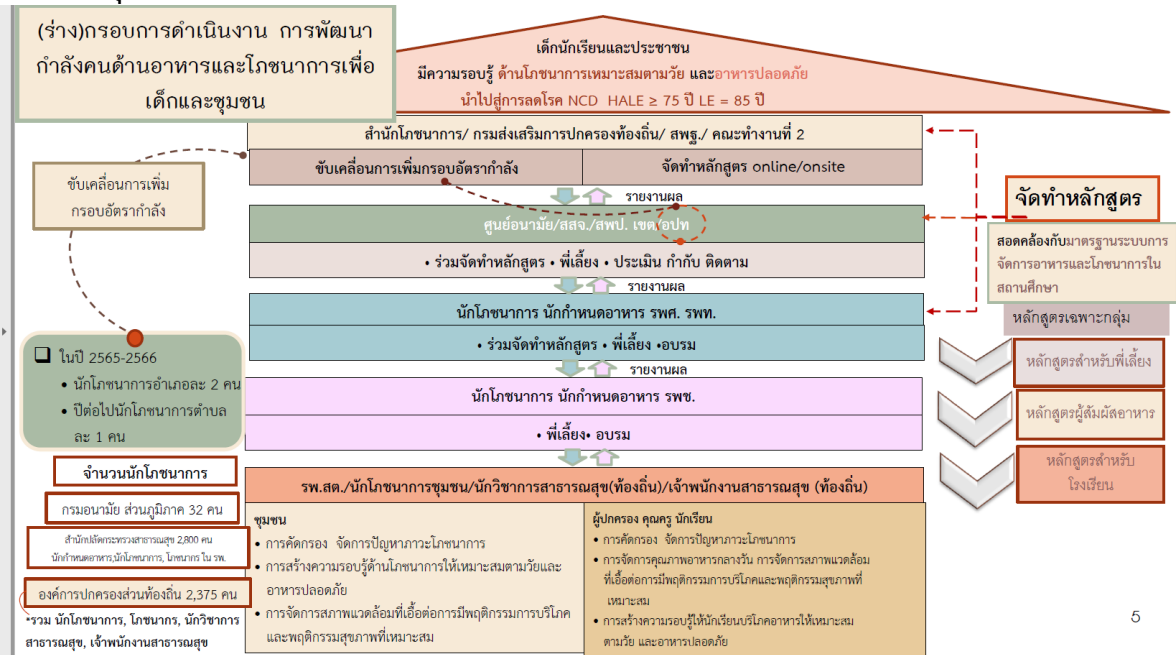 (ร่าง)กรอบการดำเนินงาน การพัฒนา
กำลังคนด้านอาหารและโภชนาการเพื่อ
เด็กและชุมชน
เด็กนักเรียนและประชาชน
มีความรอบรู้ ด้านโภชนาการเหมาะสมตามวัย และอาหารปลอดภัย
นำไปสู่การลดโรค NCD HALE ≥ 75 ปี LE = 85 ปี
สำนักโภชนาการ/ กรมส่งเสริมการปกครองท้องถิ่น/ สพฐ./ คณะทำงานที่ 2
ขับเคลื่อนการเพิ่มกรอบอัตรากำลัง
จัดทำหลักสูตร online/onsite
รายงานผล
ศูนย์อนามัย/สสจ./สพป. เขต/อปท
• ร่วมจัดทำหลักสูตร • พี่เลี้ยง • ประเมิน กำกับ ติดตาม
รายงานผล
นักโภชนาการ นักกำหนดอาหาร รพศ. รพท.
• ร่วมจัดทำหลักสูตร • พี่เลี้ยง •อบรม
รายงานผล
นักโภชนาการ นักกำหนดอาหาร รพช.
• พี่เลี้ยง• อบรม
รพ.สต./นักโภชนาการชุมชน/นักวิชาการสาธารณสุข(ท้องถิ่น)/เจ้าพนักงานสาธารณสุข (ท้องถิ่น)
ชุมชน
• การคัดกรอง จัดการปัญหาภาวะโภชนาการ
• การสร้างความรอบรู้ด้านโภชนาการให้เหมาะสมตามวัยและ
อาหารปลอดภัย
• การจัดการสภาพแวดล้อมที่เอื้อต่อการมีพฤติกรรมการบริโภค
และพฤติกรรมสุขภาพที่เหมาะสม
ผู้ปกครอง คุณครู นักเรียน
• การคัดกรอง จัดการปัญหาภาวะโภชนาการ
• การจัดการคุณภาพอาหารกลางวัน การจัดการสภาพแวดล้อม
ที่เอื้อต่อการมีพฤติกรรมการบริโภคและพฤติกรรมสุขภาพที่
เหมาะสม
• การสร้างความรอบรู้ให้นักเรียนบริโภคอาหารให้เหมาะสม
ตามวัย และอาหารปลอดภัย
ขับเคลื่อนการเพิ่ม
กรอบอัตรากำลัง
ในปี 2565-2566
• นักโภชนาการอำเภอละ 2 คน
• ปีต่อไปนักโภชนาการตำบล
ละ 1 คน
จำนวนนักโภชนาการ
กรมอนามัย ส่วนภูมิภาค 32 คน
สำนักปลัดกระทรวงสาธารณสุข 2,800 คน
นักกำหนดอาหาร,นักโภชนาการ, โภชนากร ใน รพ.
องค์การปกครองส่วนท้องถิ่น 2,375 คน
*รวม นักโภชนาการ, โภชนากร, นักวิชาการ
สาธารณสุข, เจ้าพนักงานสาธารณสุข
จัดทำหลักสูตร
สอดคล้องกับมาตรฐานระบบการ
จัดการอาหารและโภชนาการใน
สถานศึกษา
หลักสูตรเฉพาะกลุ่ม
หลักสูตรสำหรับพี่เลี้ยง
หลักสูตรผู้สัมผัสอาหาร
หลักสูตรสำหรับ
โรงเรียน
5